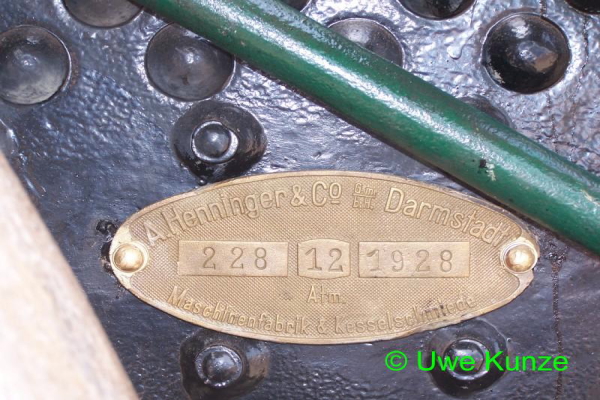 A. Henninger & Co G.m. b.H. Darmstadt
228 12 1928
Atm.
Maschinenfabrik & Kesselschmiede
© Uwe Kunze